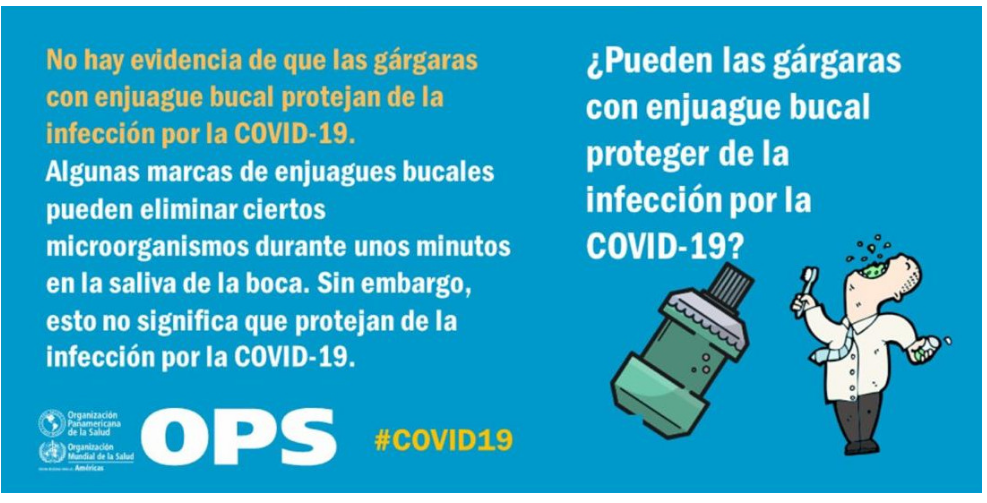 No hay evidencia de que las gárgaras
con enjuague bucal protejan de la
infección por la COVID-19.
Algunas marcas de enjuagues bucales
pueden eliminar ciertos
microorganismos durante unos minutos
en la saliva de la boca. Sin embargo,
esto no significa que protejan de la
infección por la COVID-19.
¿Pueden las gárgaras
con enjuague bucal
proteger de la
infección por la
COVID-19?
Organización
Panamericana
de la Salud
Organización
Mundial de la Salud
Américas
OPS
#COVID19